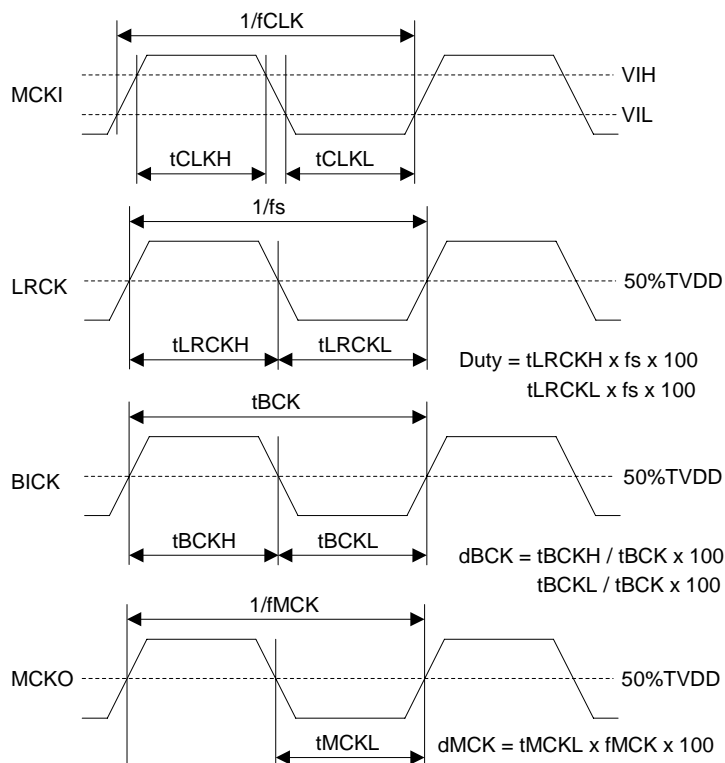 1/fCLK
VIH
MCKI
VIL
tCLKH
tCLKL
1/fs
LRCK
50%TVDD
tLRCKH
tLRCKL
Duty = tLRCKH x fs x 100
tLRCKL x fs x 100
tBCK
BICK
50%TVDD
tBCKH
tBCKL
dBCK = tBCKH / tBCK x 100
tBCKL / tBCK x 100
1/fMCK
MCKO
50%TVDD
tMCKL
dMCK = tMCKL x fMCK x 100